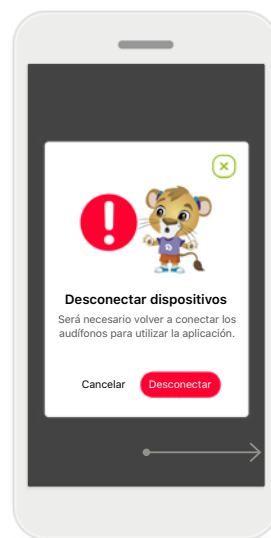 Desconectar dispositivos
Será necesario volver a conectar los
audífonos para utilizar la aplicación.
Cancelar Desconectar